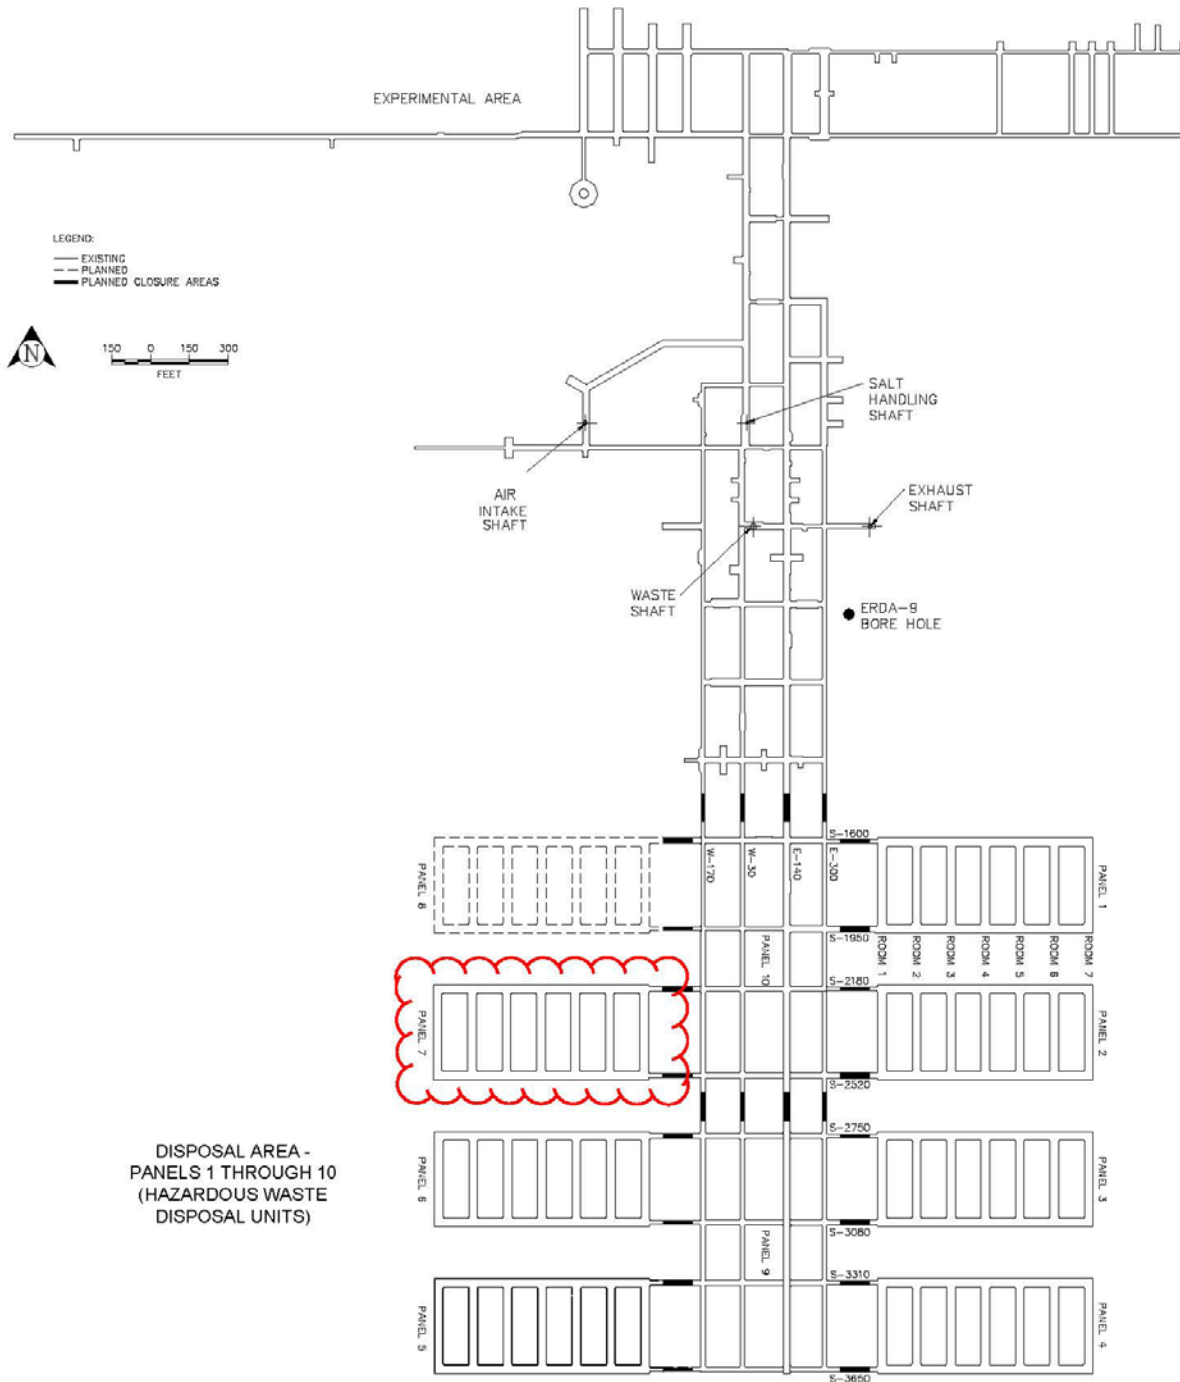 EXPERIMENTAL AREA
LEGEND:
EXISTING
PLANNED
PLANNED CLOSURE AREAS
N
150 0 150 300
FEET
SALT
HANDLING
SHAFT
AIR
INTAKE
SHAFT
EXHAUST
SHAFT
WASTE
SHAFT
ERDA-9
BORE HOLE
S-1600
W-170
W-30
E-140
E-300
PANEL 8
PANEL 1
S-1950
PANEL 10
ROOM 1
ROOM 2
ROOM 3
ROOM 4
ROOM 5
ROOM 6
ROOM 7
S-2180
PANEL 7
PANEL 2
S-2520
S-2750
DISPOSAL AREA -
PANELS 1 THROUGH 10
(HAZARDOUS WASTE
DISPOSAL UNITS)
PANEL 6
PANEL 3
S-3080
PANEL 9
S-3310
PANEL 5
PANEL 4
S-3650